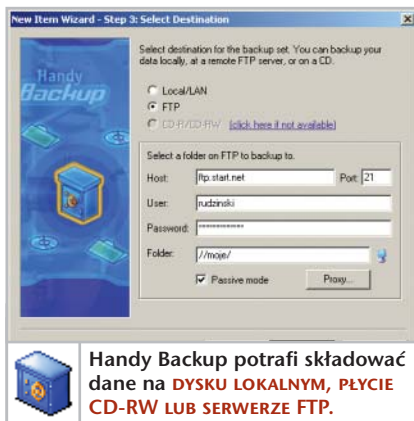 New Item Wizard - Step 3: Select Destination
Select destination for the backup set. You can backup your
data locally, at a remote FTP server, or on a CD.
Handy
Backup
Local/LAN
FTP
CD-R/CD-RW (click here if not available)
Select a folder on FTP to backup to.
Host: ftp.start.net Port: 21
User: rudzinski
Password: *************
Folder: //moje/
Passive mode Proxy...
Handy Backup potrafi składować
dane na DYSKU LOKALNYM, PŁYCIE
CD-RW LUB SERWERZE FTP.